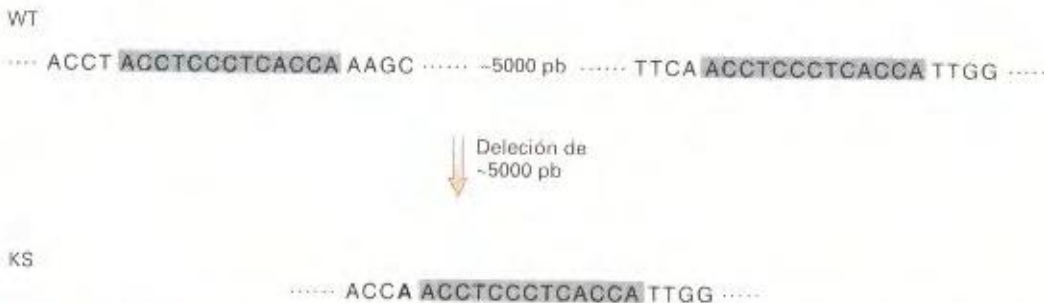 WT
···· ACCT ACCTCCCTCACCA AAGC ······ ~5000 pb ······ TTCA ACCTCCCTCACCA TTGG ·····
Deleción de
~5000 pb
KS
······ ACCA ACCTCCCTCACCA TTGG ·····